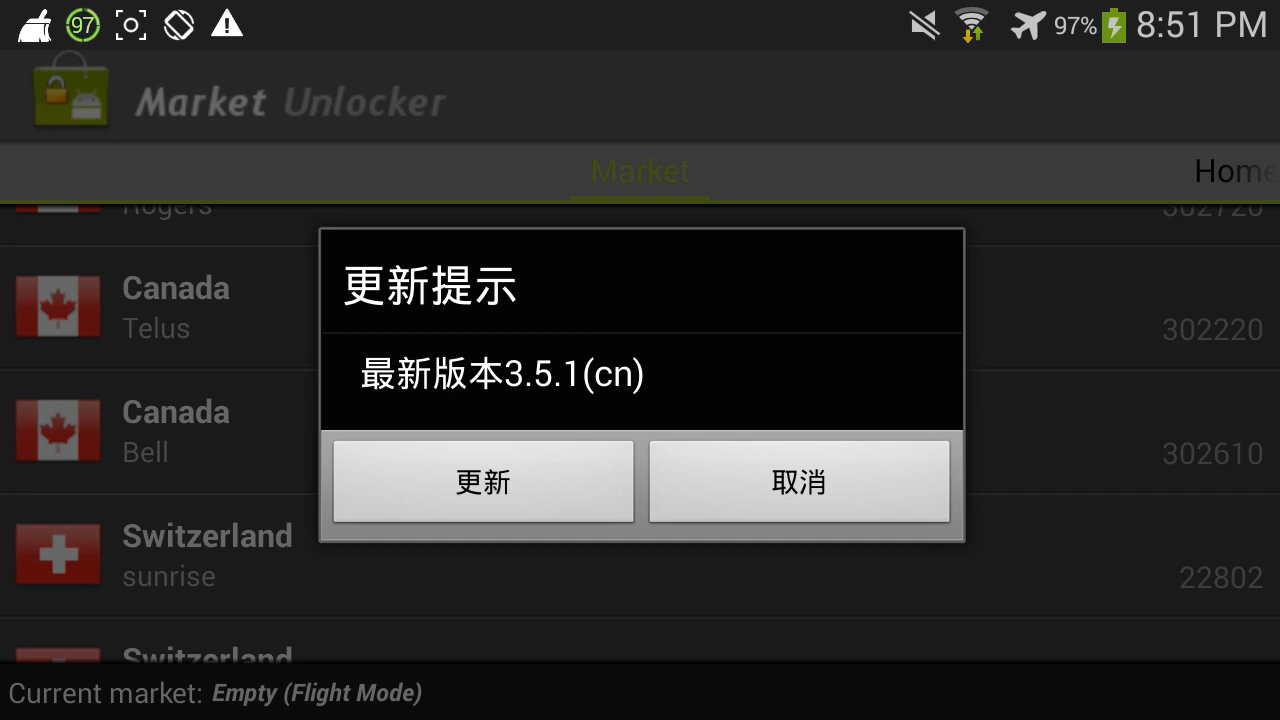 97
97%
8:51 PM
Market Unlocker
Market
Home
Rogers
302720
Canada
Telus
302220
Canada
Bell
302610
Switzerland
sunrise
22802
Switzerland
更新提示
最新版本3.5.1(cn)
更新
取消
Current market: Empty (Flight Mode)